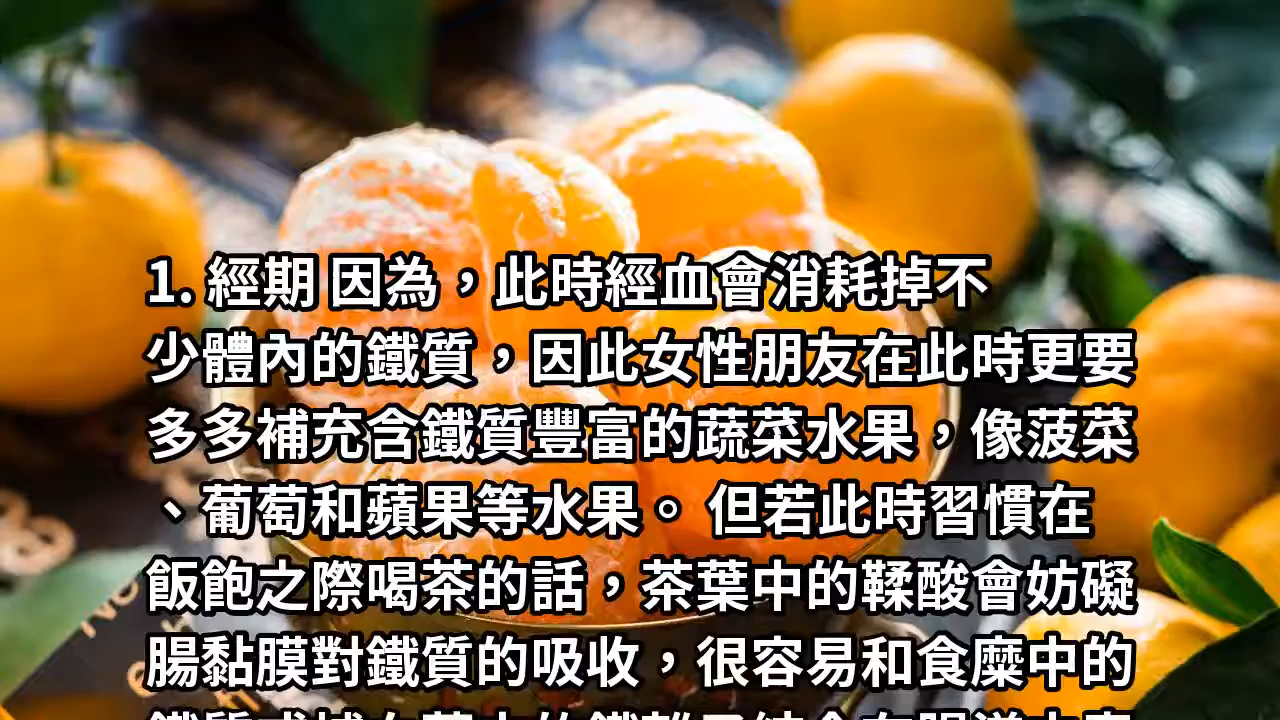 1. 經期 因為，此時經血會消耗掉不
少體內的鐵質，因此女性朋友在此時更要
多多補充含鐵質豐富的蔬菜水果，像菠菜
、葡萄和蘋果等水果。 但若此時習慣在
飯飽之際喝茶的話，茶葉中的鞣酸會妨礙
腸黏膜對鐵質的吸收，很容易和食糜中的